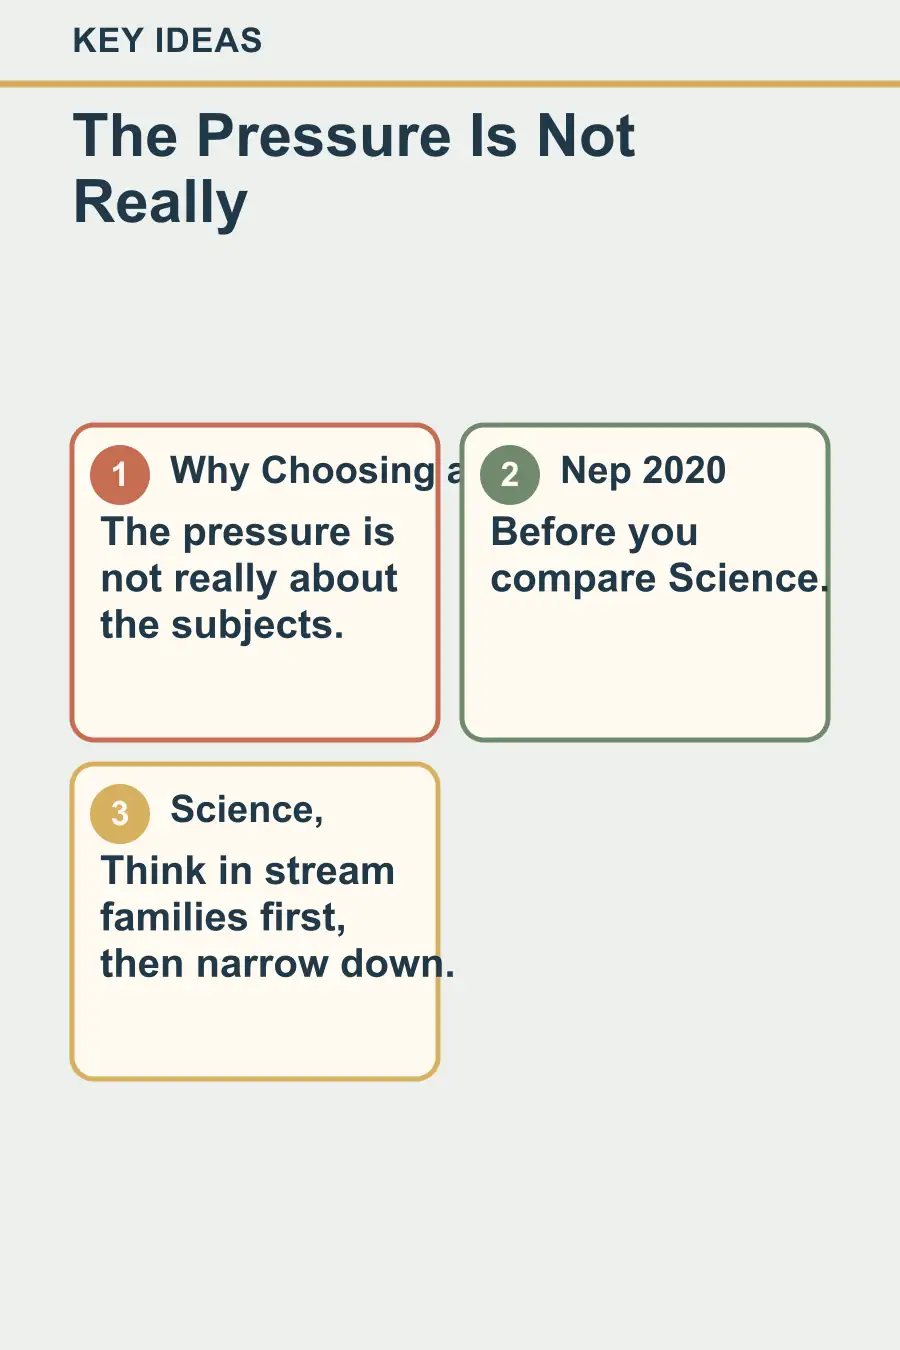 KEY IDEAS
The Pressure Is Not
Really
1 Why Choosing a
The pressure is
not really about
the subjects.
2 Nep 2020
Before you
compare Science.
3 Science,
Think in stream
families first,
then narrow down.